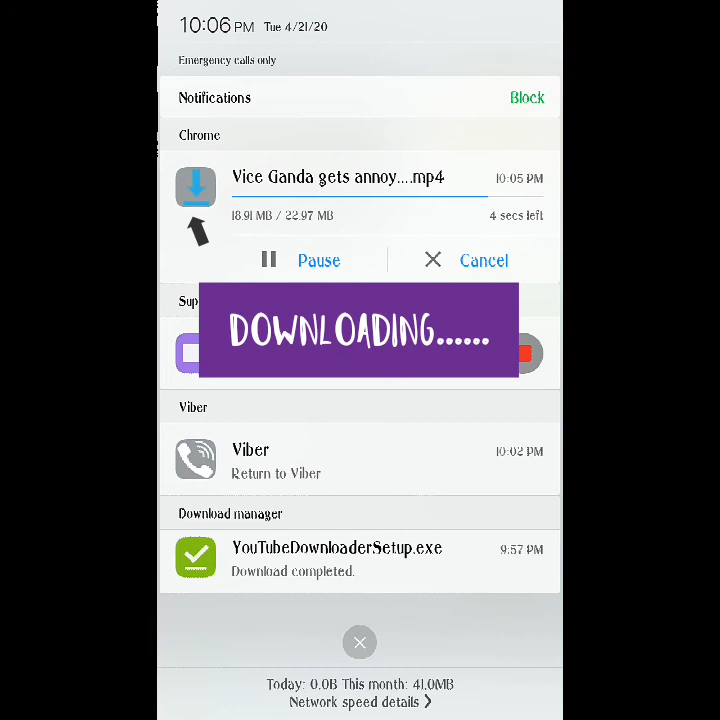 10:06 PM Tue 4/21/20
Emergency calls only
Notifications Block
Chrome
Vice Ganda gets annoy....mp4 10:05 PM
18.91 MB / 22.97 MB 4 secs left
Pause Cancel
Sup
DOWNLOADING......
Viber
Viber 10:02 PM
Return to Viber
Download manager
YouTubeDownloaderSetup.exe 9:57 PM
Download completed.
Today: 0.0B This month: 41.0MB
Network speed details